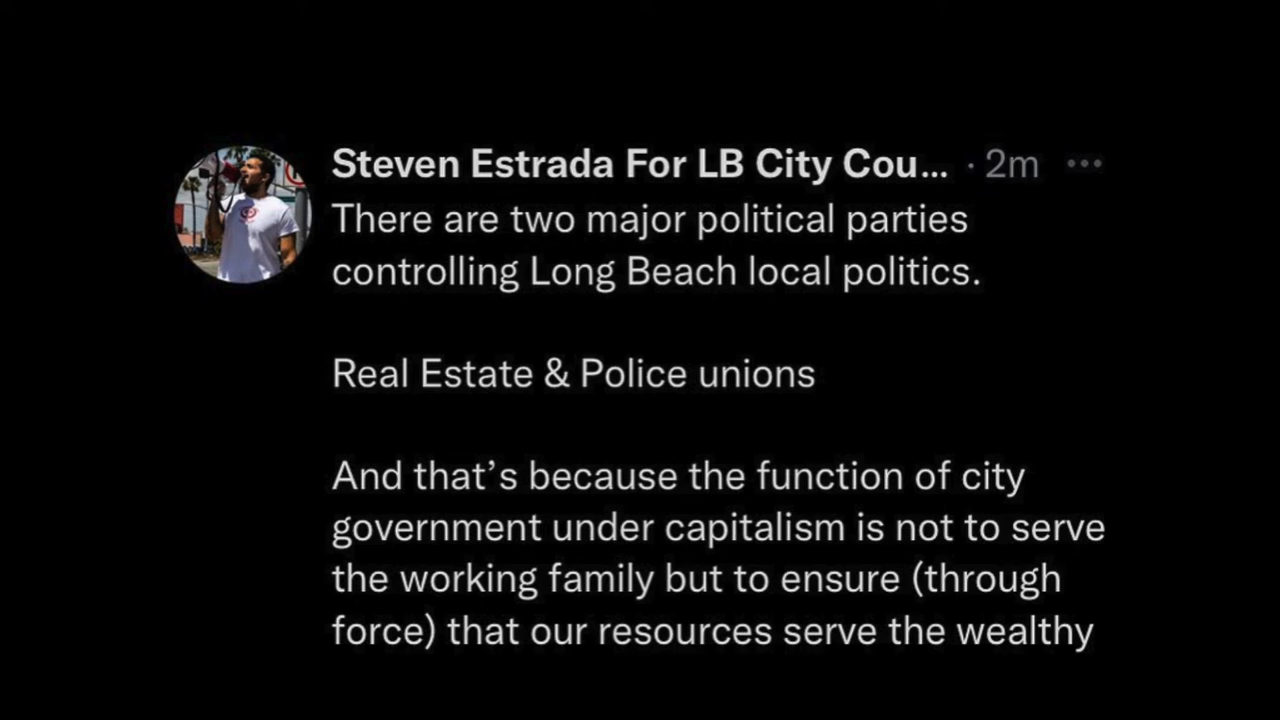 Steven Estrada For LB City Cou... · 2m ...
There are two major political parties
controlling Long Beach local politics.
Real Estate & Police unions
And that’s because the function of city
government under capitalism is not to serve
the working family but to ensure (through
force) that our resources serve the wealthy